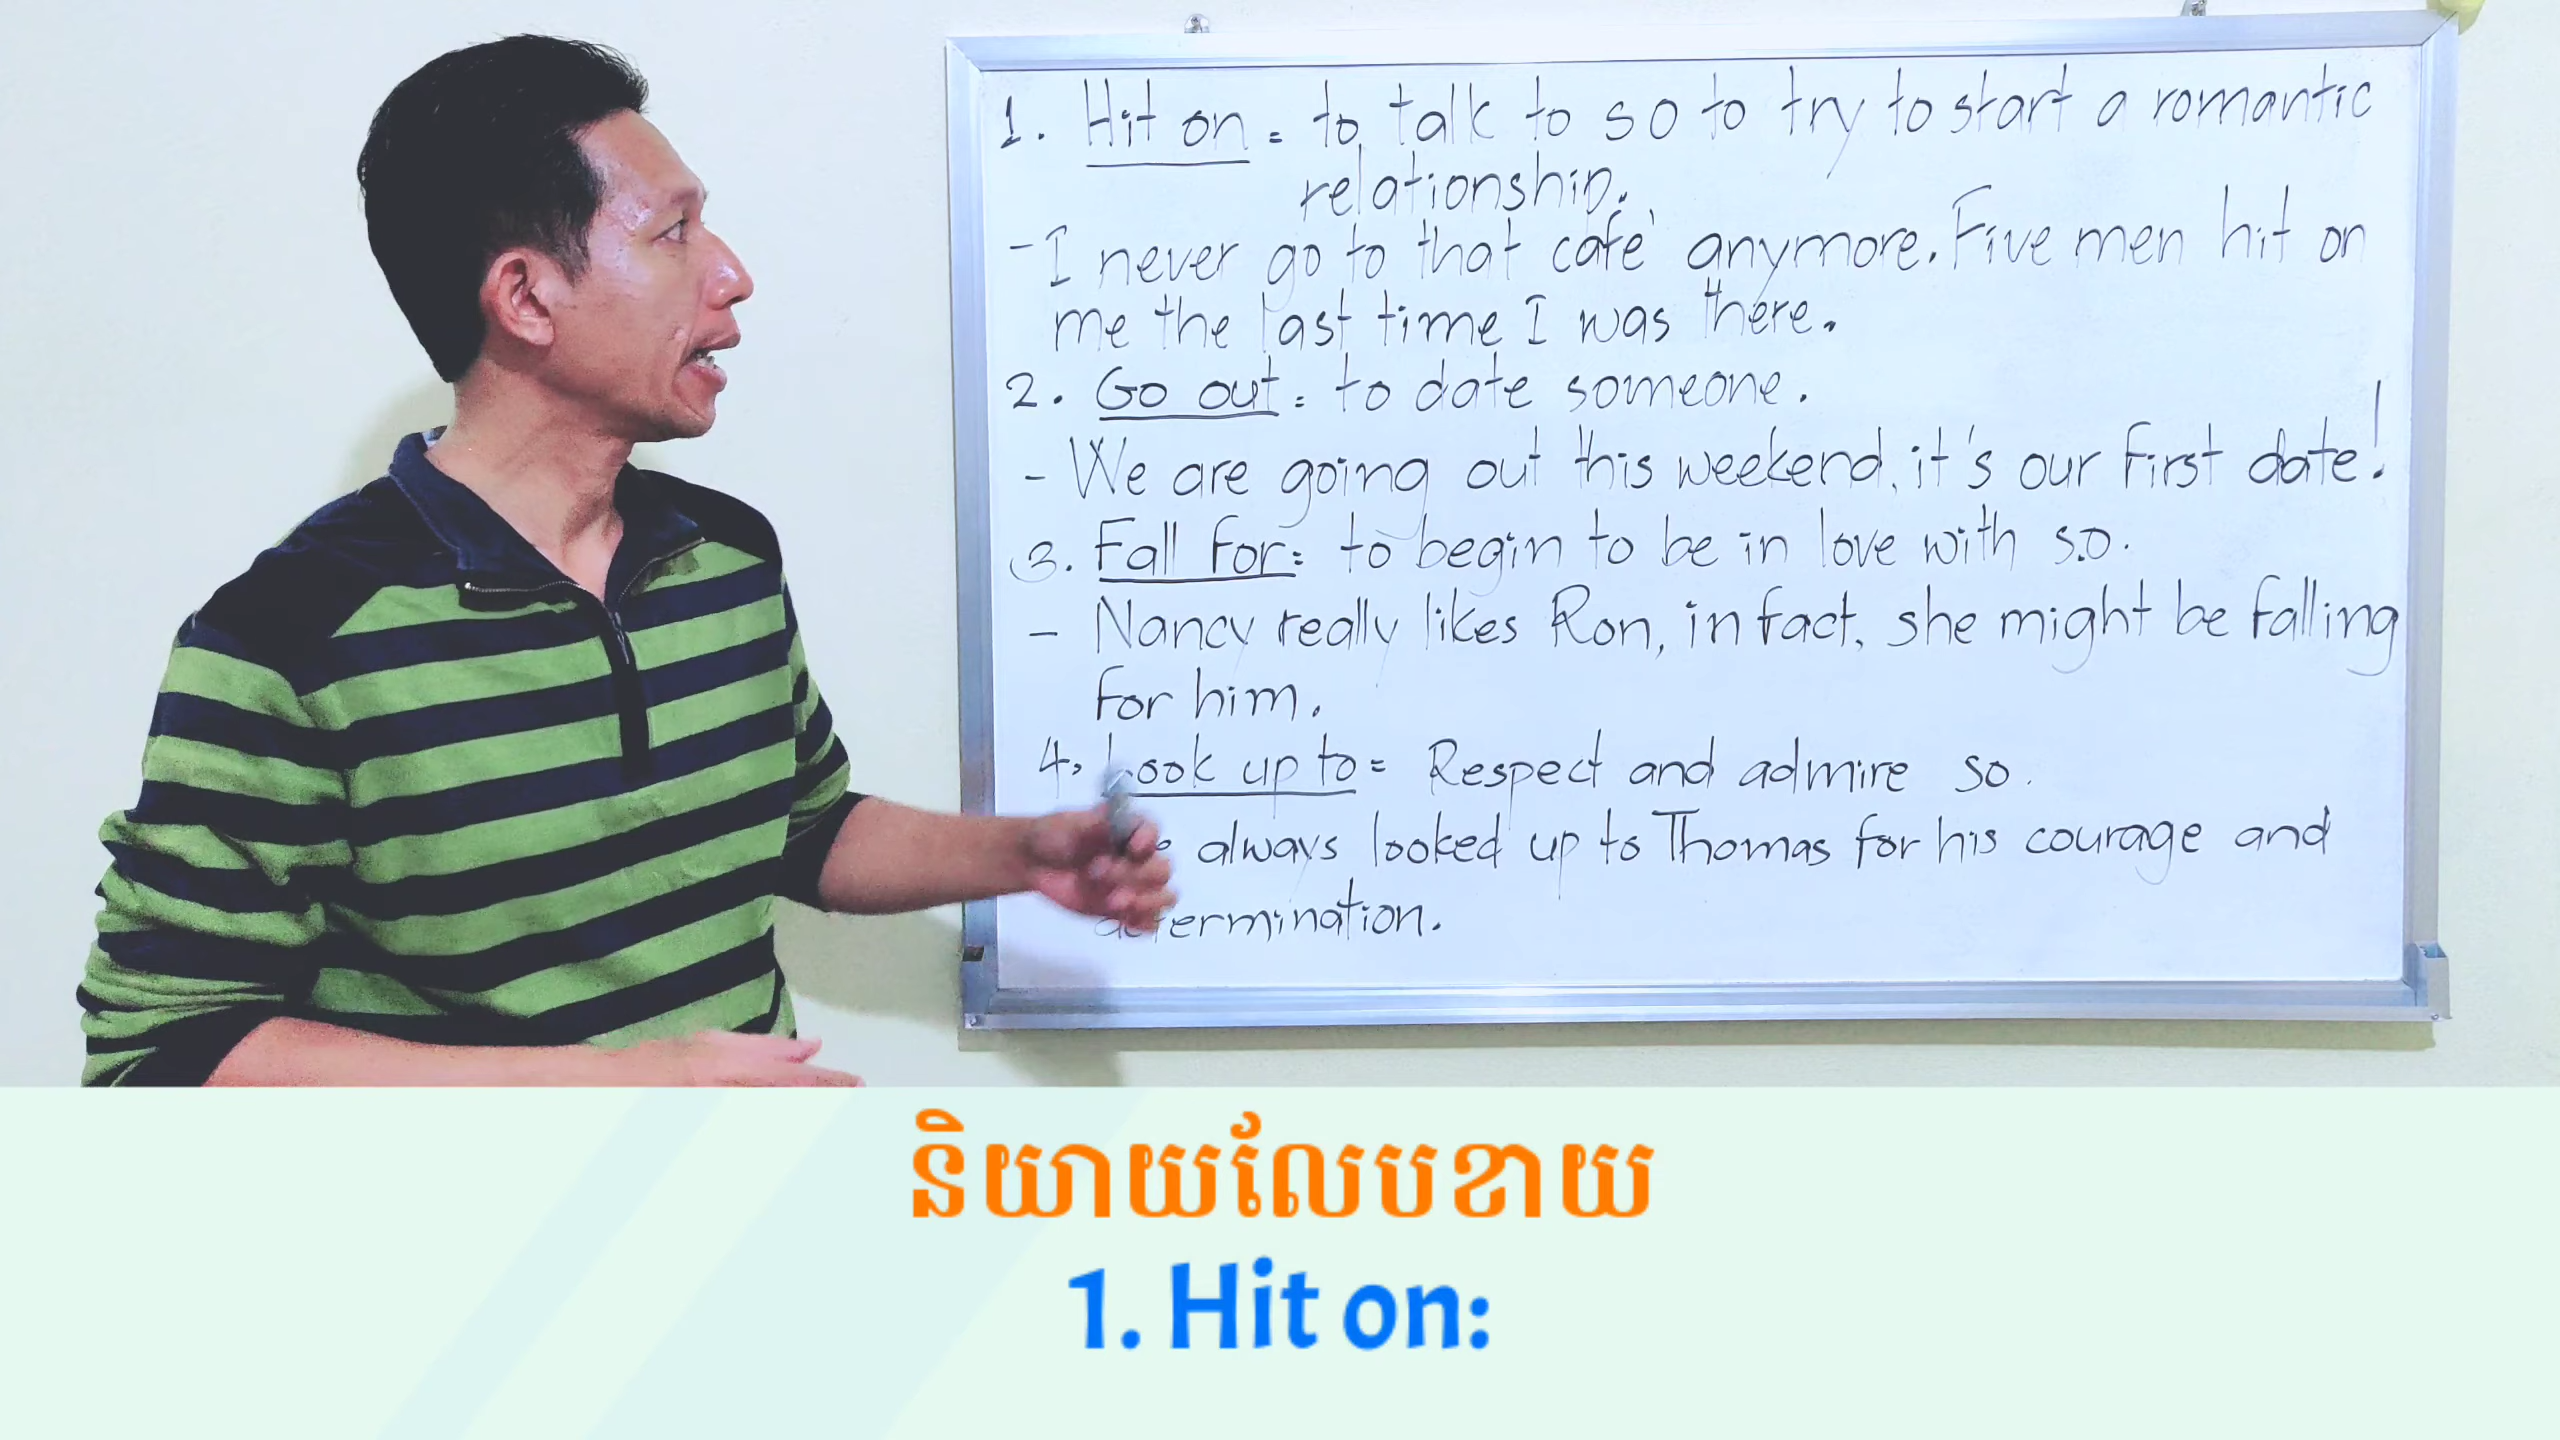 1. Hit on = to talk to so to try to start a romantic
relationship.
- I never go to that café anymore. Five men hit on
me the last time I was there.
2. Go out = to date someone.
- We are going out this weekend, it's our first date!
3. Fall for = to begin to be in love with s.o.
- Nancy really likes Ron, in fact, she might be falling
for him.
4, Look up to = Respect and admire so.
always looked up to Thomas for his courage and
determination.
និយាយលែបខាយ
1. Hit on: